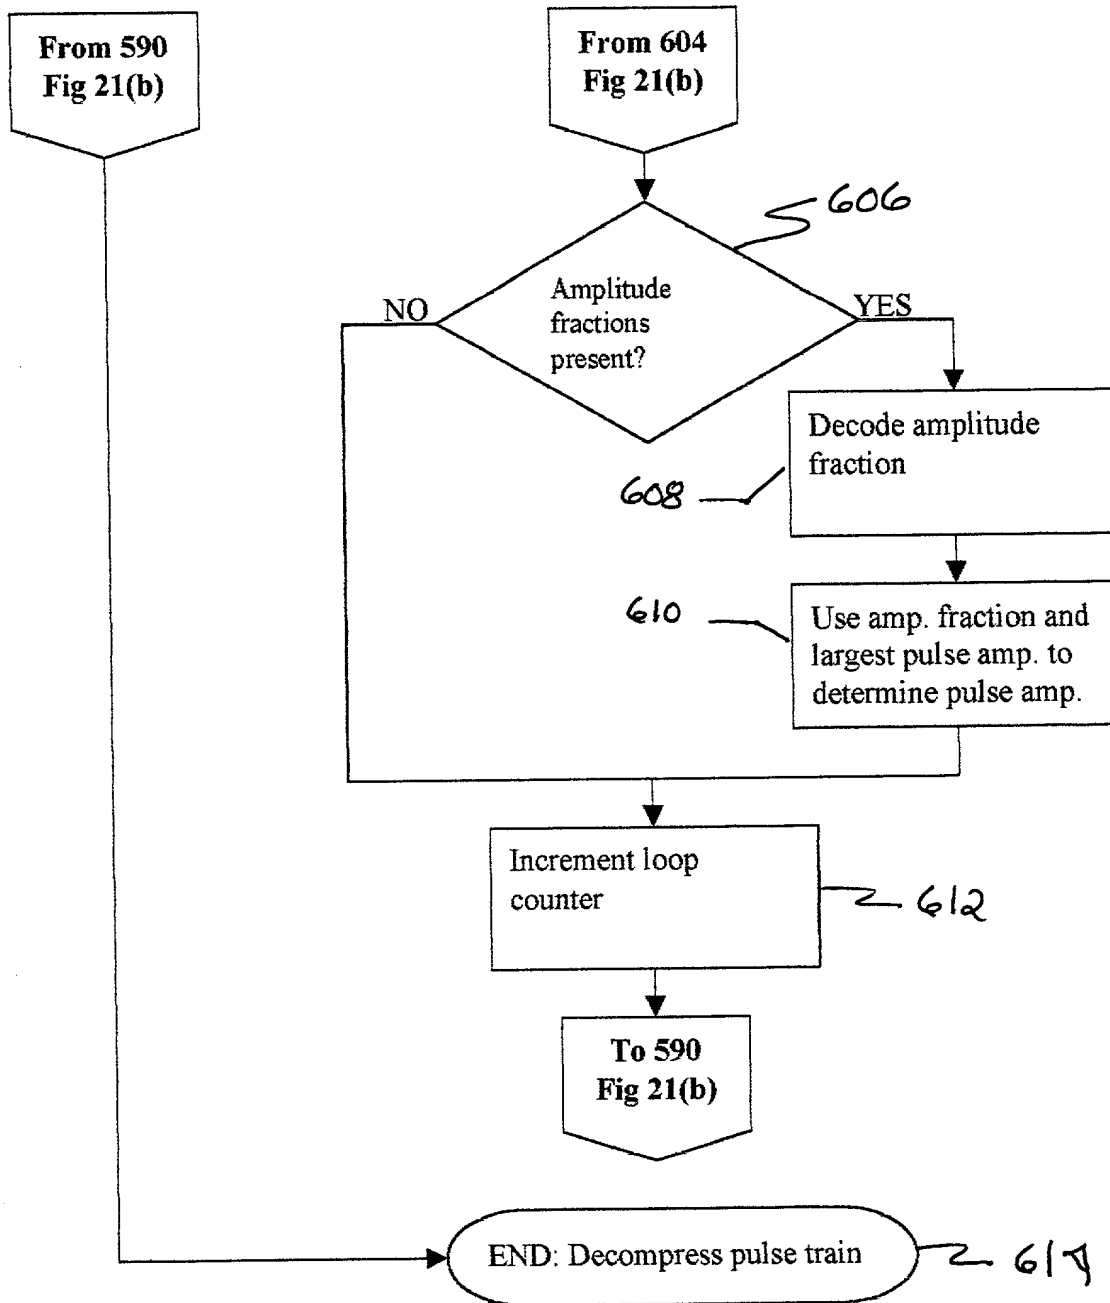 From 590
Fig 21(b)
From 604
Fig 21(b)
606
Amplitude
fractions
present?
NO
YES
Decode amplitude
fraction
608
610
Use amp. fraction and
largest pulse amp. to
determine pulse amp.
Increment loop
counter
612
To 590
Fig 21(b)
END: Decompress pulse train
614